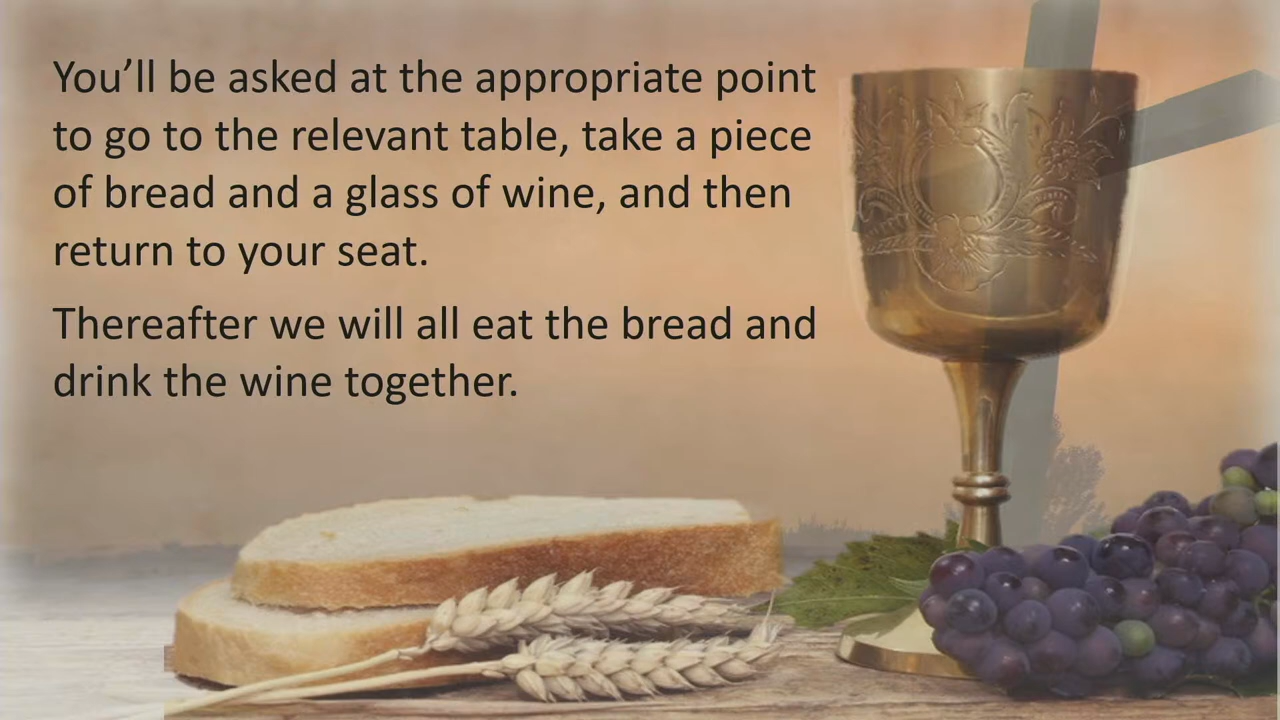 You’ll be asked at the appropriate point
to go to the relevant table, take a piece
of bread and a glass of wine, and then
return to your seat.
Thereafter we will all eat the bread and
drink the wine together.